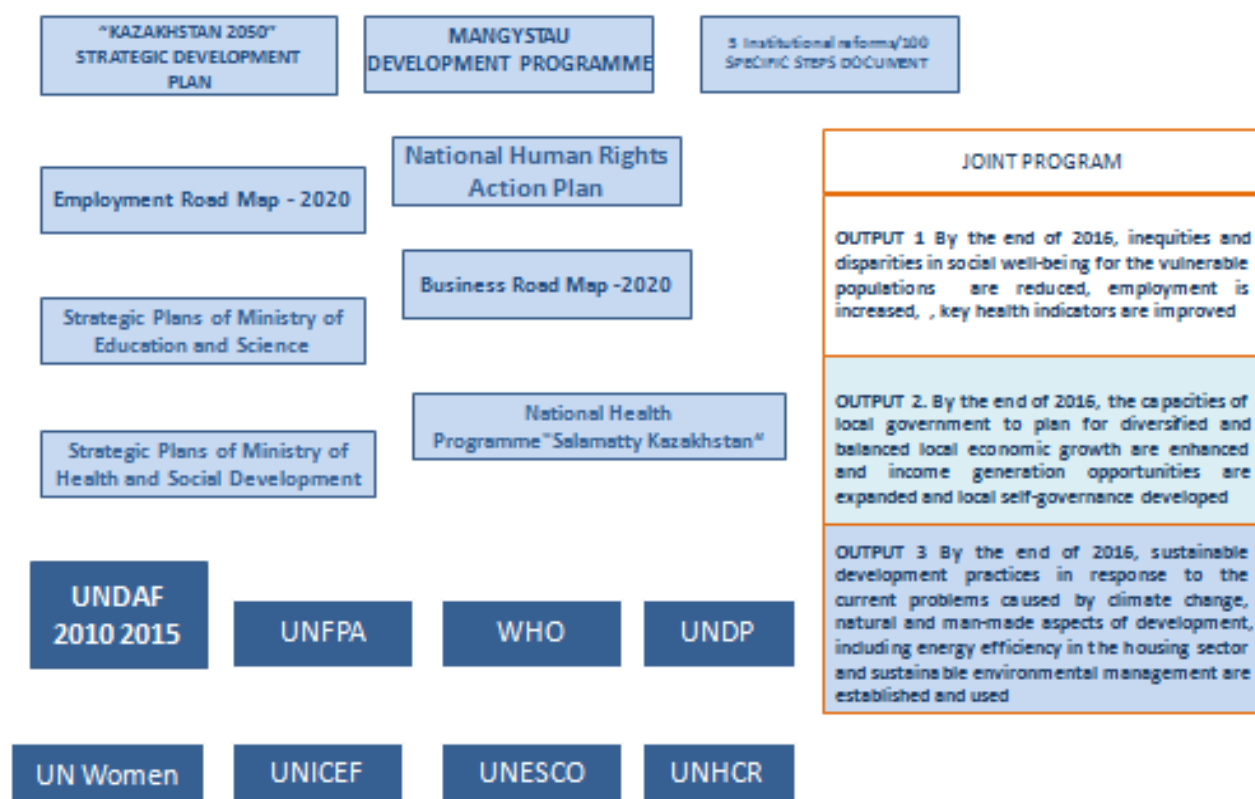 "KAZAKHSTAN 2050"
STRATEGIC DEVELOPMENT
PLAN
MANGYSTAU
DEVELOPMENT PROGRAMME
5 Institutional reforms/100
SPECIFIC STEPS DOCUMENT
Employment Road Map - 2020
National Human Rights
Action Plan
Business Road Map -2020
Strategic Plans of Ministry of
Education and Science
National Health
Programme"Salamatty Kazakhstan"
Strategic Plans of Ministry of
Health and Social Development
UNDAF
2010 2015
UNFPA
WHO
UNDP
UN Women
UNICEF
UNESCO
UNHCR
JOINT PROGRAM
OUTPUT 1 By the end of 2016, inequities and
disparities in social well-being for the vulnerable
populations are reduced, employment is
increased, , key health indicators are improved
OUTPUT 2. By the end of 2016, the capacities of
local government to plan for diversified and
balanced local economic growth are enhanced
and income generation opportunities are
expanded and local self-governance developed
OUTPUT 3 By the end of 2016, sustainable
development practices in response to the
current problems caused by climate change,
natural and man-made aspects of development,
including energy efficiency in the housing sector
and sustainable environmental management are
established and used